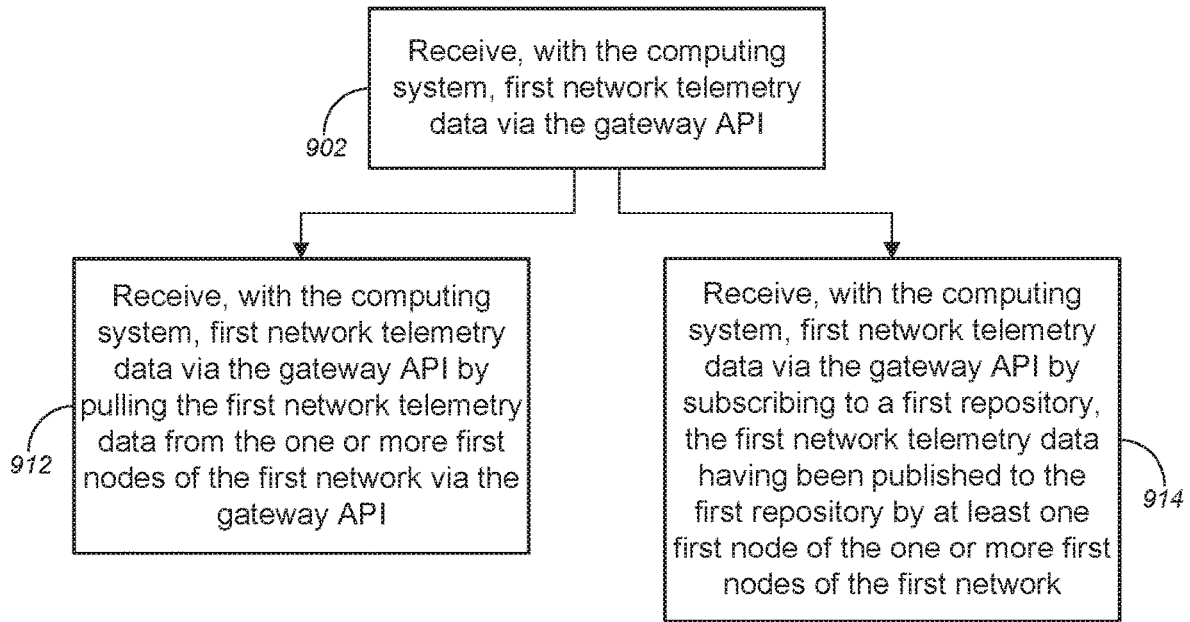 Receive, with the computing
system, first network telemetry
data via the gateway API
902
Receive, with the computing
system, first network telemetry
data via the gateway API by
pulling the first network telemetry
data from the one or more first
nodes of the first network via the
gateway API
912
Receive, with the computing
system, first network telemetry
data via the gateway API by
subscribing to a first repository,
the first network telemetry data
having been published to the
first repository by at least one
first node of the one or more first
nodes of the first network
914